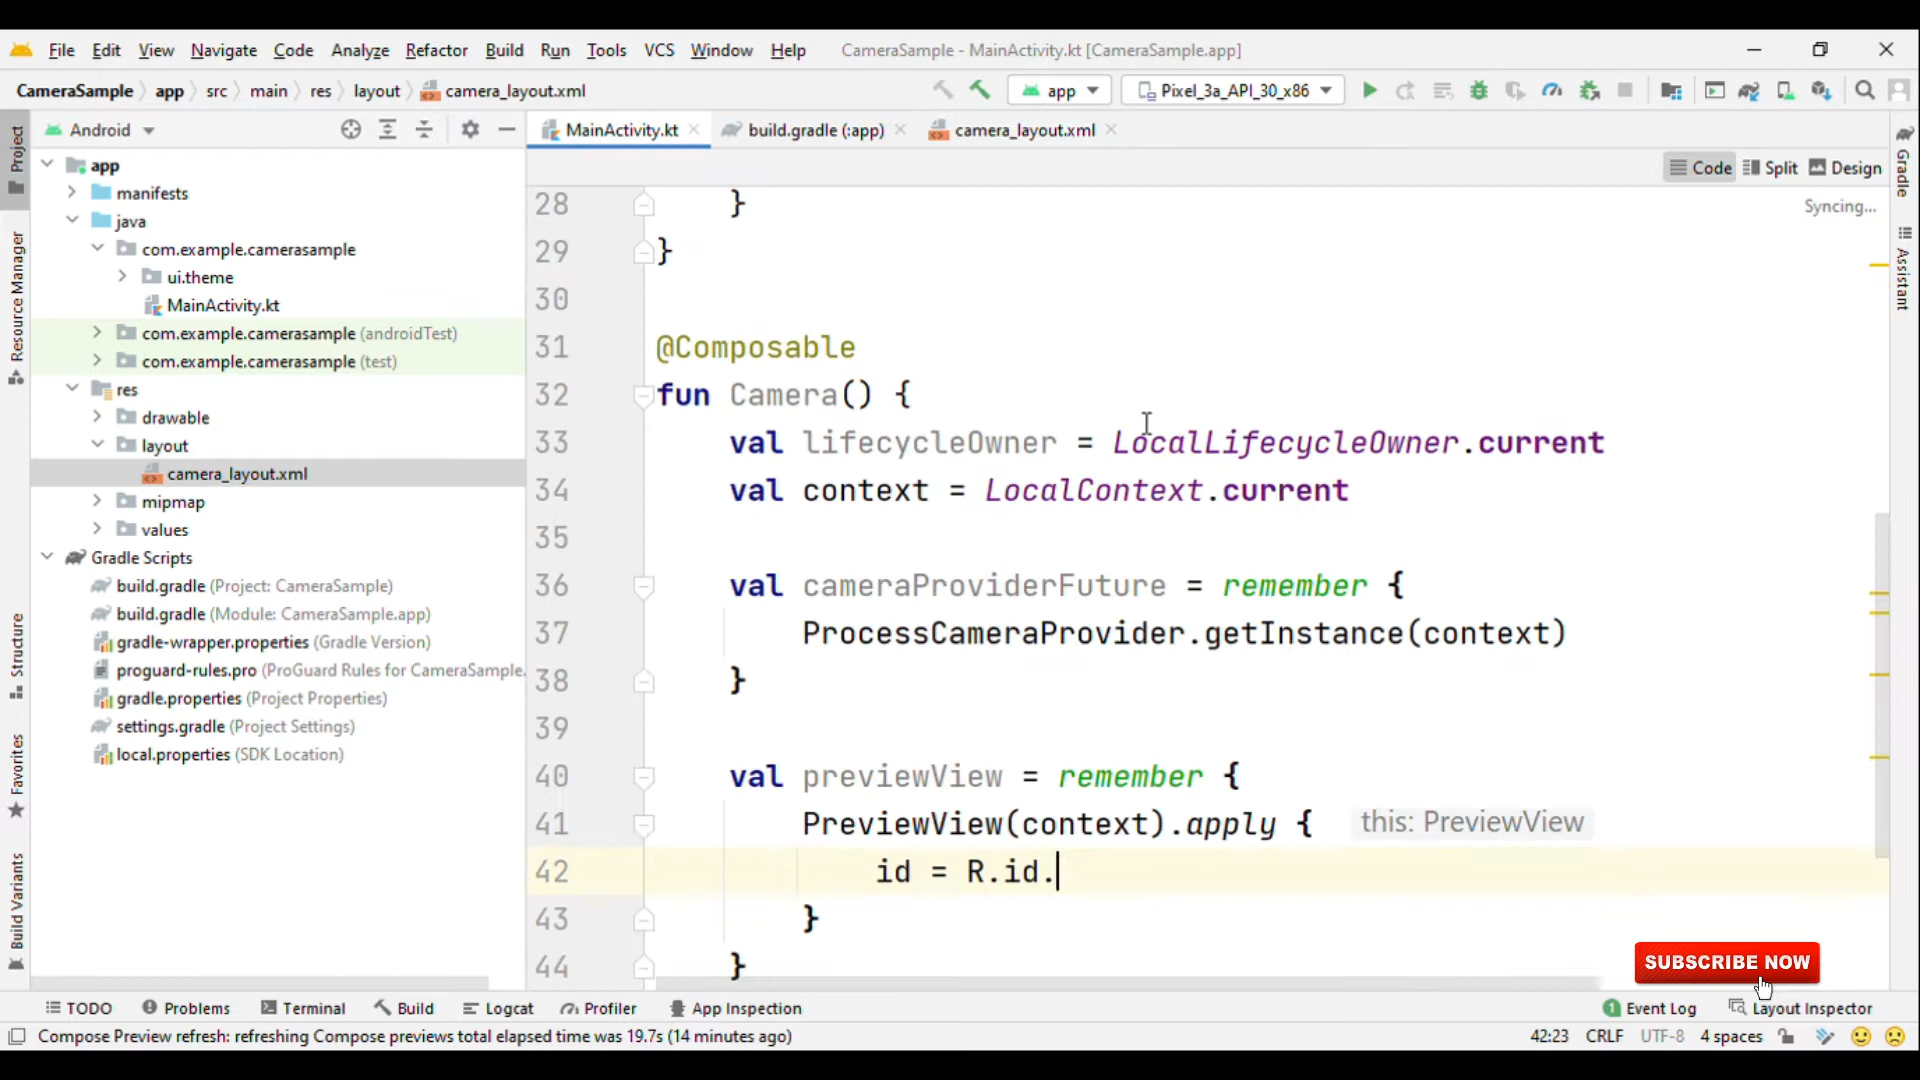 File Edit View Navigate Code Analyze Refactor Build Run Tools VCS Window Help CameraSample - MainActivity.kt [CameraSample.app]
CameraSample app src main res layout camera_layout.xml app Pixel_3a_API_30_x86
Android MainActivity.kt build.gradle (:app) camera_layout.xml
Code Split Design
Syncing...
Project
Resource Manager
Structure
Favorites
Build Variants
app
manifests
java
com.example.camerasample
ui.theme
MainActivity.kt
com.example.camerasample (androidTest)
com.example.camerasample (test)
res
drawable
layout
camera_layout.xml
mipmap
values
Gradle Scripts
build.gradle (Project: CameraSample)
build.gradle (Module: CameraSample.app)
gradle-wrapper.properties (Gradle Version)
proguard-rules.pro (ProGuard Rules for CameraSample.
gradle.properties (Project Properties)
settings.gradle (Project Settings)
local.properties (SDK Location)
28 }
29 }
30
31 @Composable
32 fun Camera() {
33 val lifecycleOwner = LocalLifecycleOwner.current
34 val context = LocalContext.current
35
36 val cameraProviderFuture = remember {
37 ProcessCameraProvider.getInstance(context)
38 }
39
40 val previewView = remember {
41 PreviewView(context).apply { this: PreviewView
42 id = R.id.
43 }
44 }
Gradle
Assistant
SUBSCRIBE NOW
TODO Problems Terminal Build Logcat Profiler App Inspection 1 Event Log Layout Inspector
Compose Preview refresh: refreshing Compose previews total elapsed time was 19.7s (14 minutes ago) 42:23 CRLF UTF-8 4 spaces